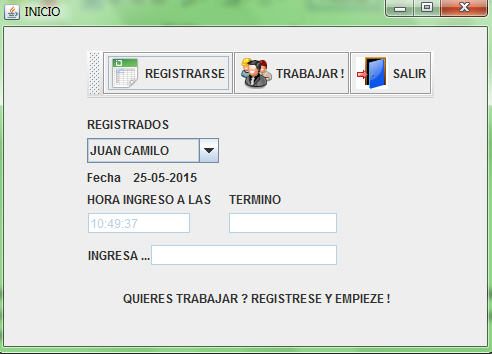 INICIO
REGISTRARSE TRABAJAR ! SALIR
REGISTRADOS
JUAN CAMILO
Fecha 25-05-2015
HORA INGRESO A LAS TERMINO
10:49:37
INGRESA ...
QUIERES TRABAJAR ? REGISTRESE Y EMPIEZE !